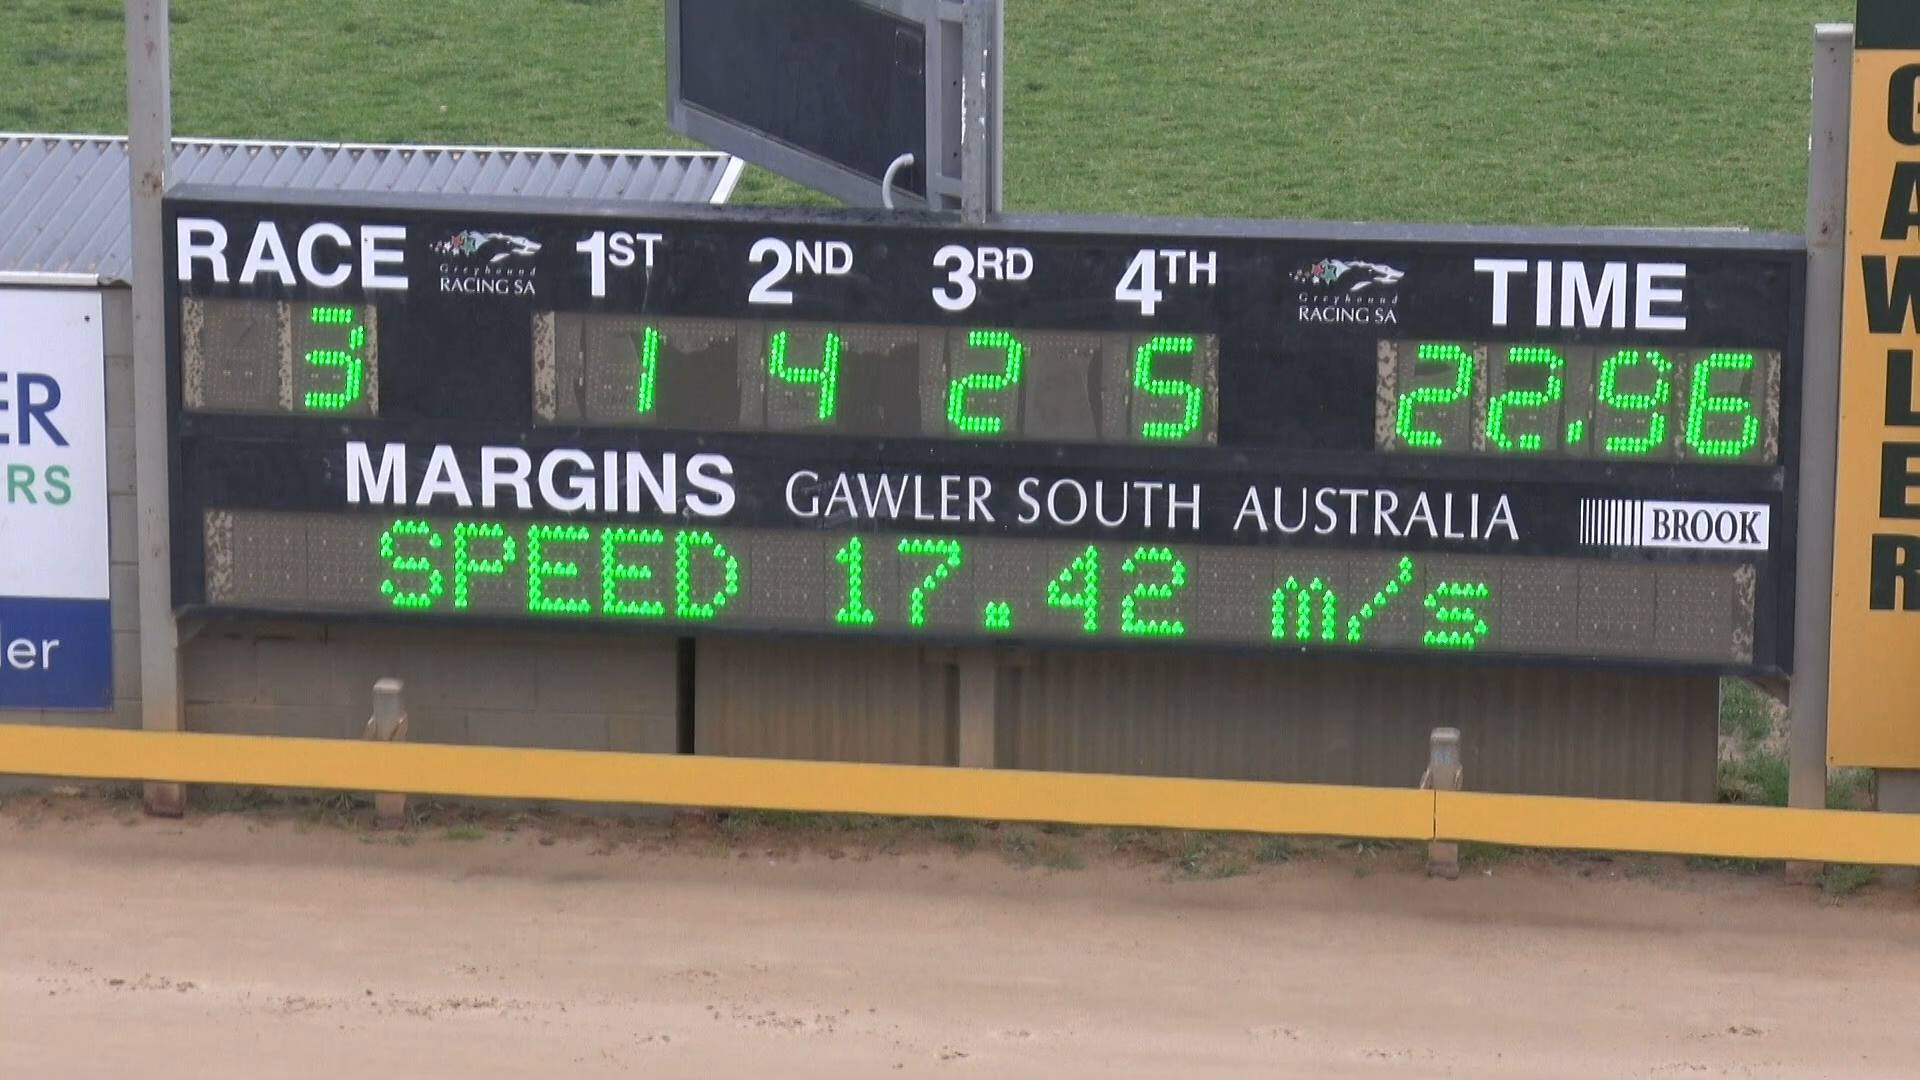 RACE 1ST 2ND 3RD 4TH TIME
Greyhound RACING SA
Greyhound RACING SA
3 1 4 2 5 22.96
MARGINS GAWLER SOUTH AUSTRALIA BROOK
SPEED 17.42 m/s
ER
RS
der
GAWLER